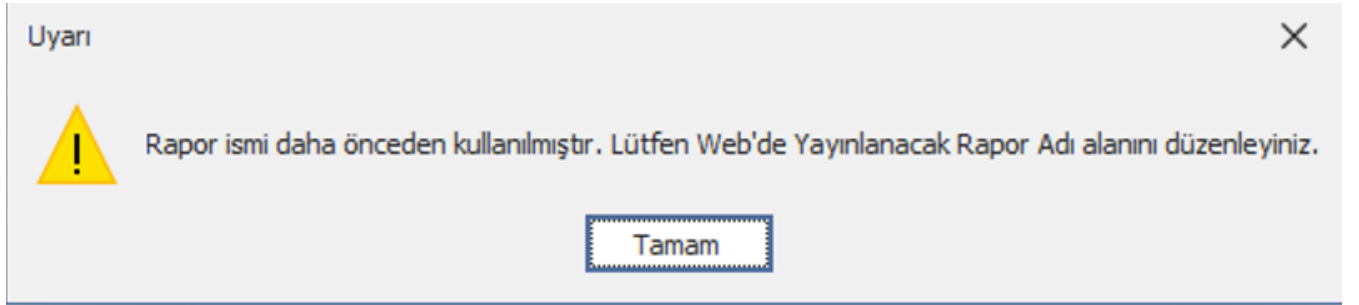 Uyarı
Rapor ismi daha önceden kullanılmıştır. Lütfen Web'de Yayınlanacak Rapor Adı alanını düzenleyiniz.
Tamam